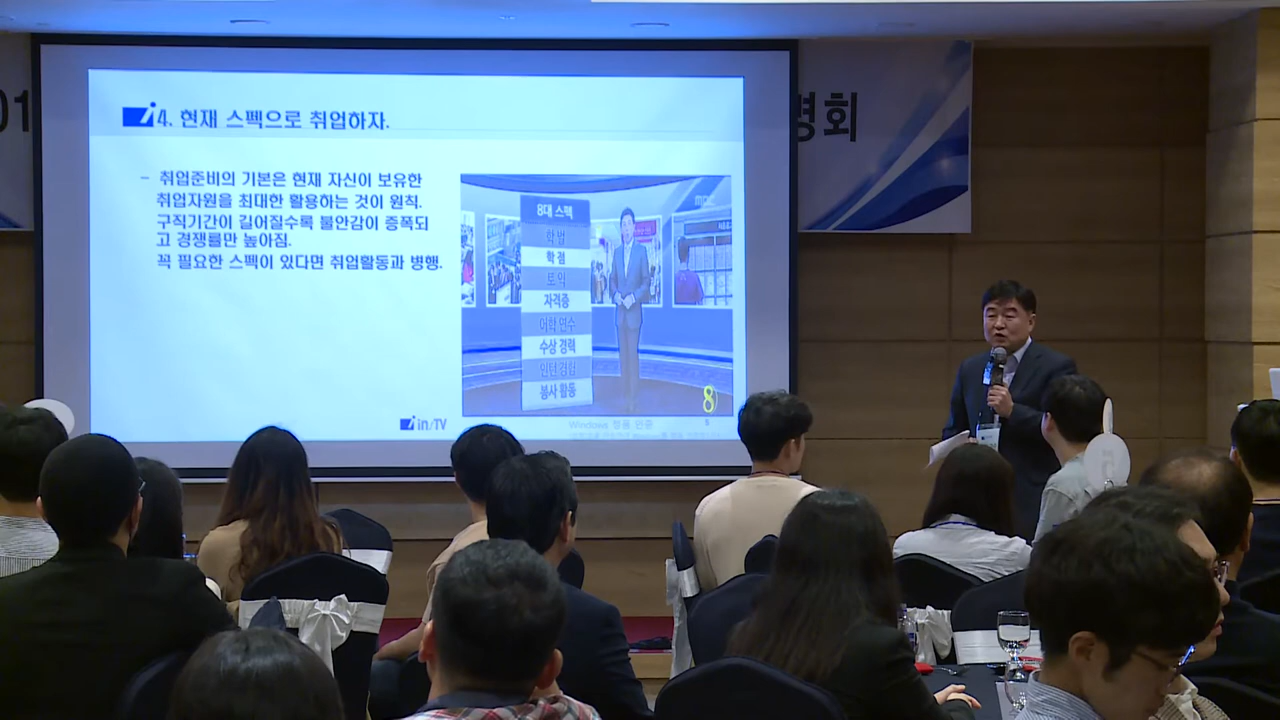 01
명회
4. 현재 스펙으로 취업하자.
- 취업준비의 기본은 현재 자신이 보유한
취업자원을 최대한 활용하는 것이 원칙.
구직기간이 길어질수록 불안감이 증폭되
고 경쟁률만 높아짐.
꼭 필요한 스펙이 있다면 취업활동과 병행.
mbc
8대 스펙
학벌
학점
토익
자격증
어학 연수
수상 경력
인턴 경험
봉사 활동
8
in/TV
Windows 정품 인증